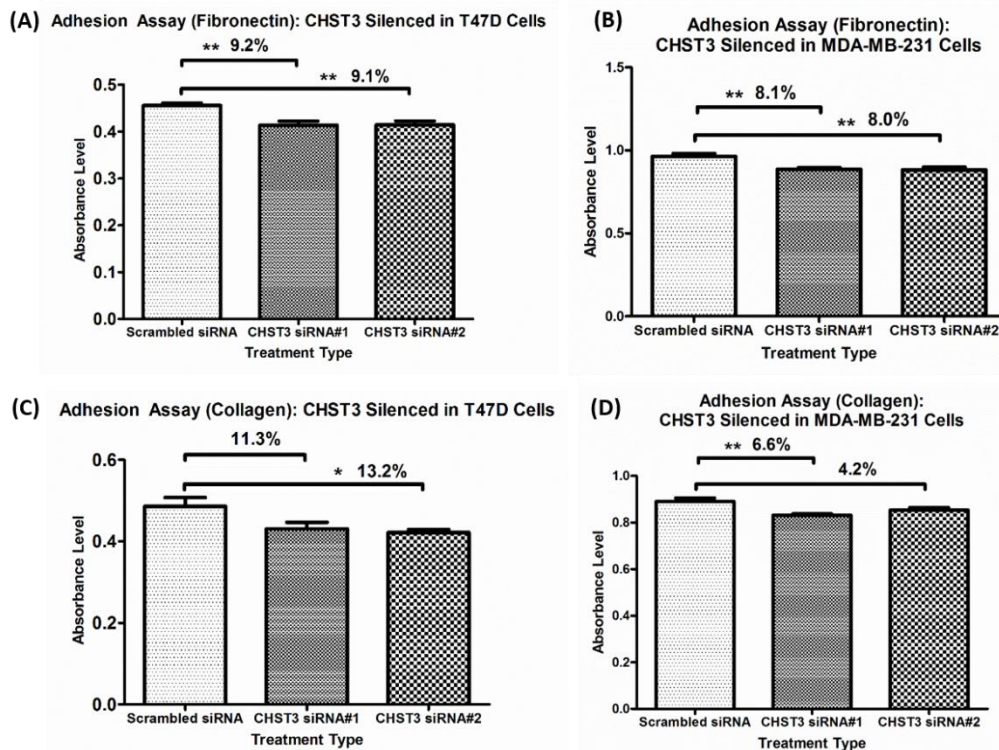 (A) Adhesion Assay (Fibronectin): CHST3 Silenced in T47D Cells
** 9.2%
** 9.1%
Absorbance Level
0.5
0.4
0.3
0.2
0.1
0.0
Scrambled siRNA CHST3 siRNA#1 CHST3 siRNA#2
Treatment Type
(B) Adhesion Assay (Fibronectin):
CHST3 Silenced in MDA-MB-231 Cells
** 8.1%
** 8.0%
Absorbance Level
1.5
1.0
0.5
0.0
Scrambled siRNA CHST3 siRNA#1 CHST3 siRNA#2
Treatment Type
(C) Adhesion Assay (Collagen): CHST3 Silenced in T47D Cells
11.3%
* 13.2%
Absorbance Level
0.6
0.4
0.2
0.0
Scrambled siRNA CHST3 siRNA#1 CHST3 siRNA#2
Treatment Type
(D) Adhesion Assay (Collagen):
CHST3 Silenced in MDA-MB-231 Cells
** 6.6%
4.2%
Absorbance Level
1.0
0.8
0.6
0.4
0.2
0.0
Scrambled siRNA CHST3 siRNA#1 CHST3 siRNA#2
Treatment Type